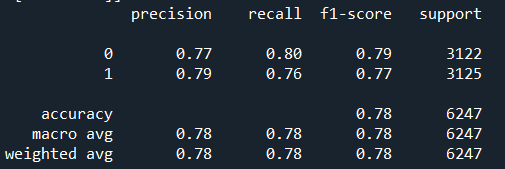 precision recall f1-score support
0 0.77 0.80 0.79 3122
1 0.79 0.76 0.77 3125
accuracy 0.78 6247
macro avg 0.78 0.78 0.78 6247
weighted avg 0.78 0.78 0.78 6247